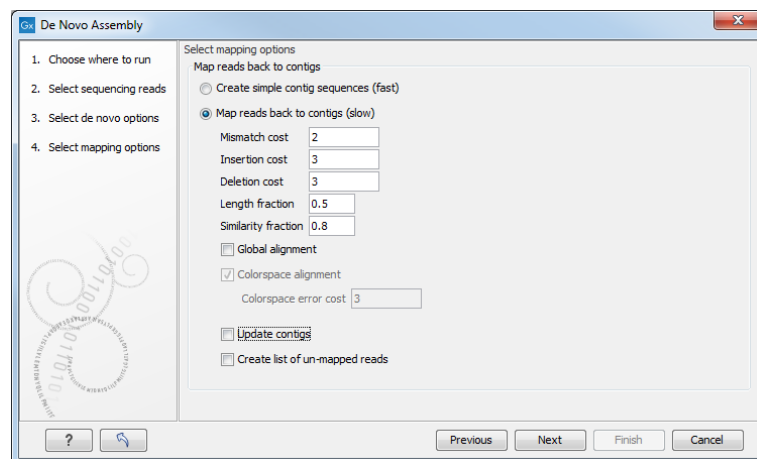 Gx De Novo Assembly
1. Choose where to run
2. Select sequencing reads
3. Select de novo options
4. Select mapping options
Select mapping options
Map reads back to contigs
Create simple contig sequences (fast)
Map reads back to contigs (slow)
Mismatch cost 2
Insertion cost 3
Deletion cost 3
Length fraction 0.5
Similarity fraction 0.8
Global alignment
Colorspace alignment
Colorspace error cost 3
Update contigs
Create list of un-mapped reads
? Previous Next Finish Cancel